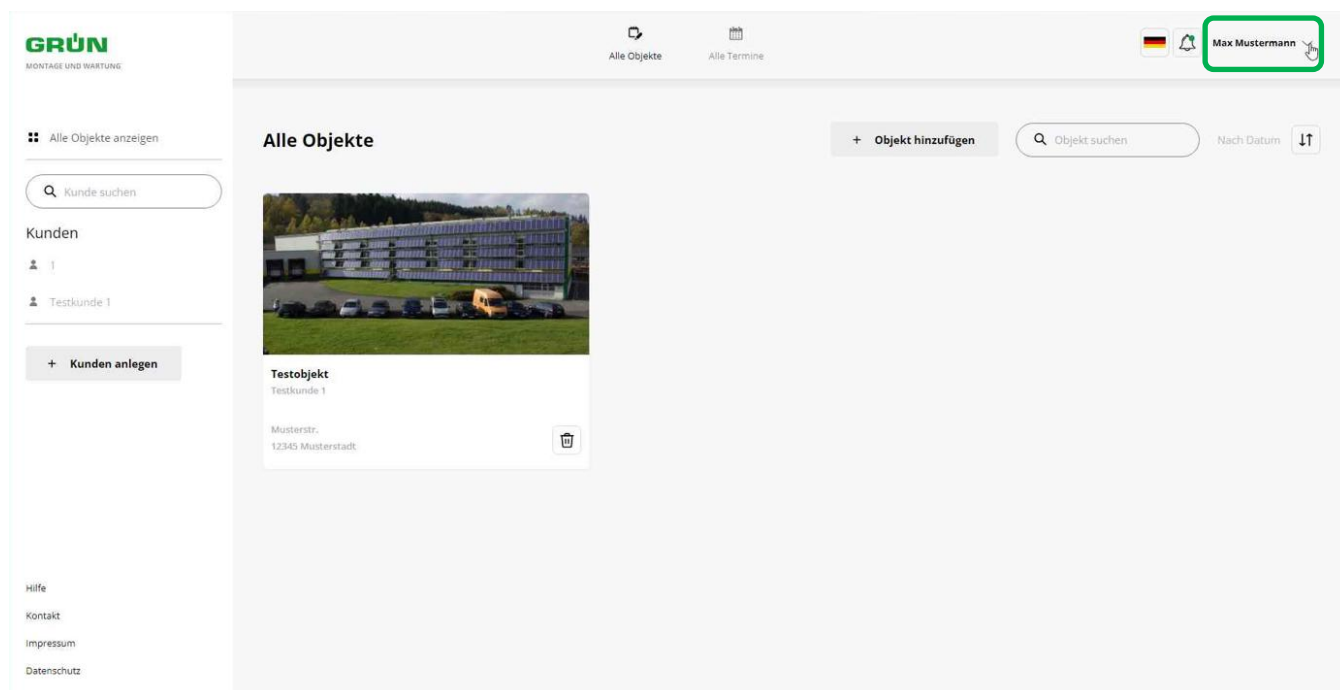 GRÜN
MONTAGE UND WARTUNG
Alle Objekte
Alle Termine
Max Mustermann
Alle Objekte anzeigen
Kunde suchen
Kunden
1
Testkunde 1
+ Kunden anlegen
Hilfe
Kontakt
Impressum
Datenschutz
Alle Objekte
+ Objekt hinzufügen
Objekt suchen
Nach Datum
Testobjekt
Testkunde 1
Musterstr.
12345 Musterstadt